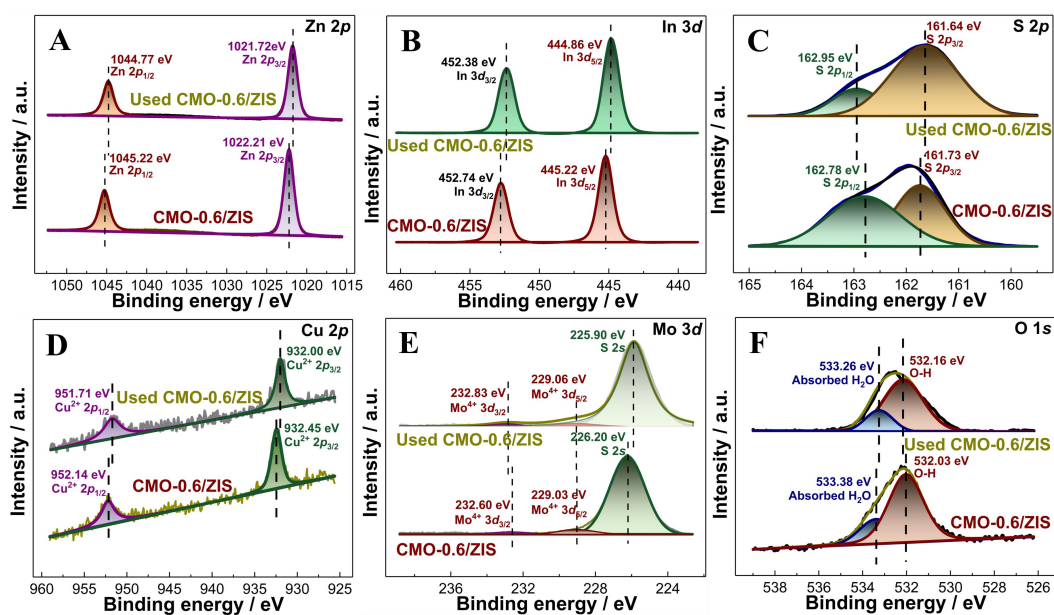 A
Zn 2p
1044.77 eV
Zn 2p1/2
1021.72eV
Zn 2p3/2
Used CMO-0.6/ZIS
1045.22 eV
Zn 2p1/2
1022.21 eV
Zn 2p3/2
CMO-0.6/ZIS
Intensity / a.u.
1050 1045 1040 1035 1030 1025 1020 1015
Binding energy / eV
B
In 3d
452.38 eV
In 3d3/2
444.86 eV
In 3d5/2
Used CMO-0.6/ZIS
452.74 eV
In 3d3/2
445.22 eV
In 3d5/2
CMO-0.6/ZIS
Intensity / a.u.
460 455 450 445 440
Binding energy / eV
C
S 2p
161.64 eV
S 2p3/2
162.95 eV
S 2p1/2
Used CMO-0.6/ZIS
162.78 eV
S 2p1/2
161.73 eV
S 2p3/2
CMO-0.6/ZIS
Intensity / a.u.
165 164 163 162 161 160
Binding energy / eV
D
Cu 2p
932.00 eV
Cu2+ 2p3/2
951.71 eV
Cu2+ 2p1/2
Used CMO-0.6/ZIS
932.45 eV
Cu2+ 2p3/2
952.14 eV
Cu2+ 2p1/2
CMO-0.6/ZIS
Intensity / a.u.
960 955 950 945 940 935 930 925
Binding energy / eV
E
Mo 3d
225.90 eV
S 2s
232.83 eV
Mo4+ 3d3/2
229.06 eV
Mo4+ 3d5/2
Used CMO-0.6/ZIS
226.20 eV
S 2s
232.60 eV
Mo4+ 3d3/2
229.03 eV
Mo4+ 3d5/2
CMO-0.6/ZIS
Intensity / a.u.
236 232 228 224
Binding energy / eV
F
O 1s
533.26 eV
Absorbed H2O
532.16 eV
O-H
Used CMO-0.6/ZIS
533.38 eV
Absorbed H2O
532.03 eV
O-H
CMO-0.6/ZIS
Intensity / a.u.
538 536 534 532 530 528 526
Binding energy / eV